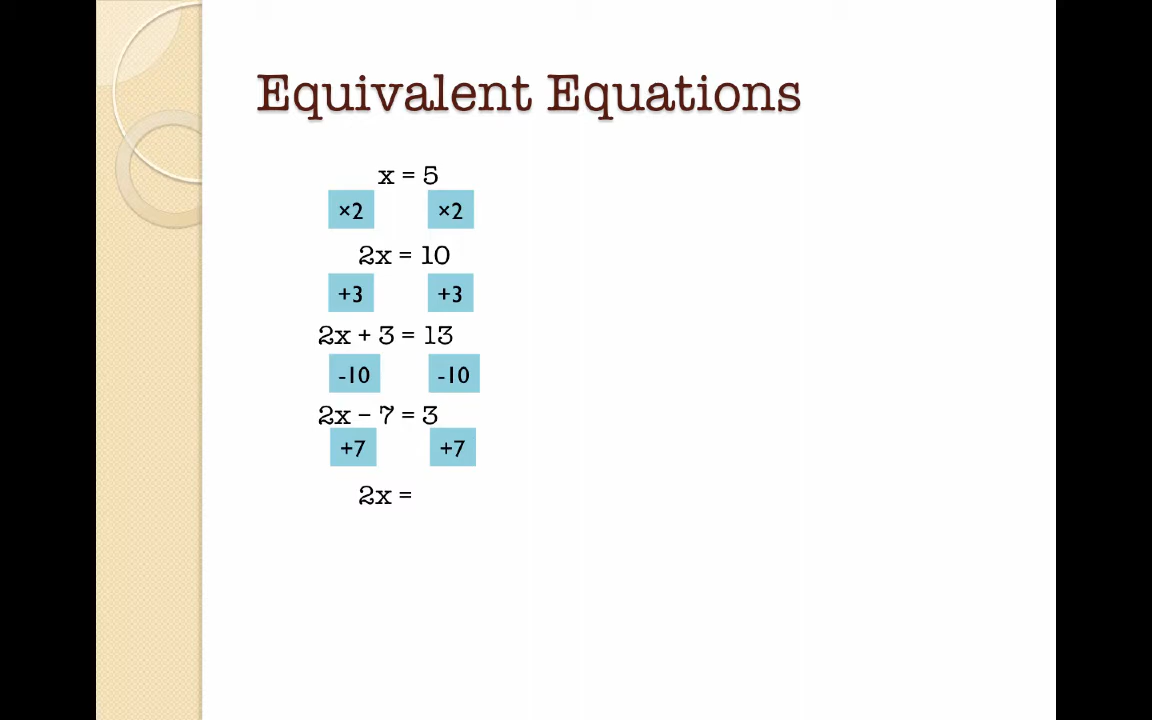 Equivalent Equations
x = 5
×2 ×2
2x = 10
+3 +3
2x + 3 = 13
-10 -10
2x – 7 = 3
+7 +7
2x =